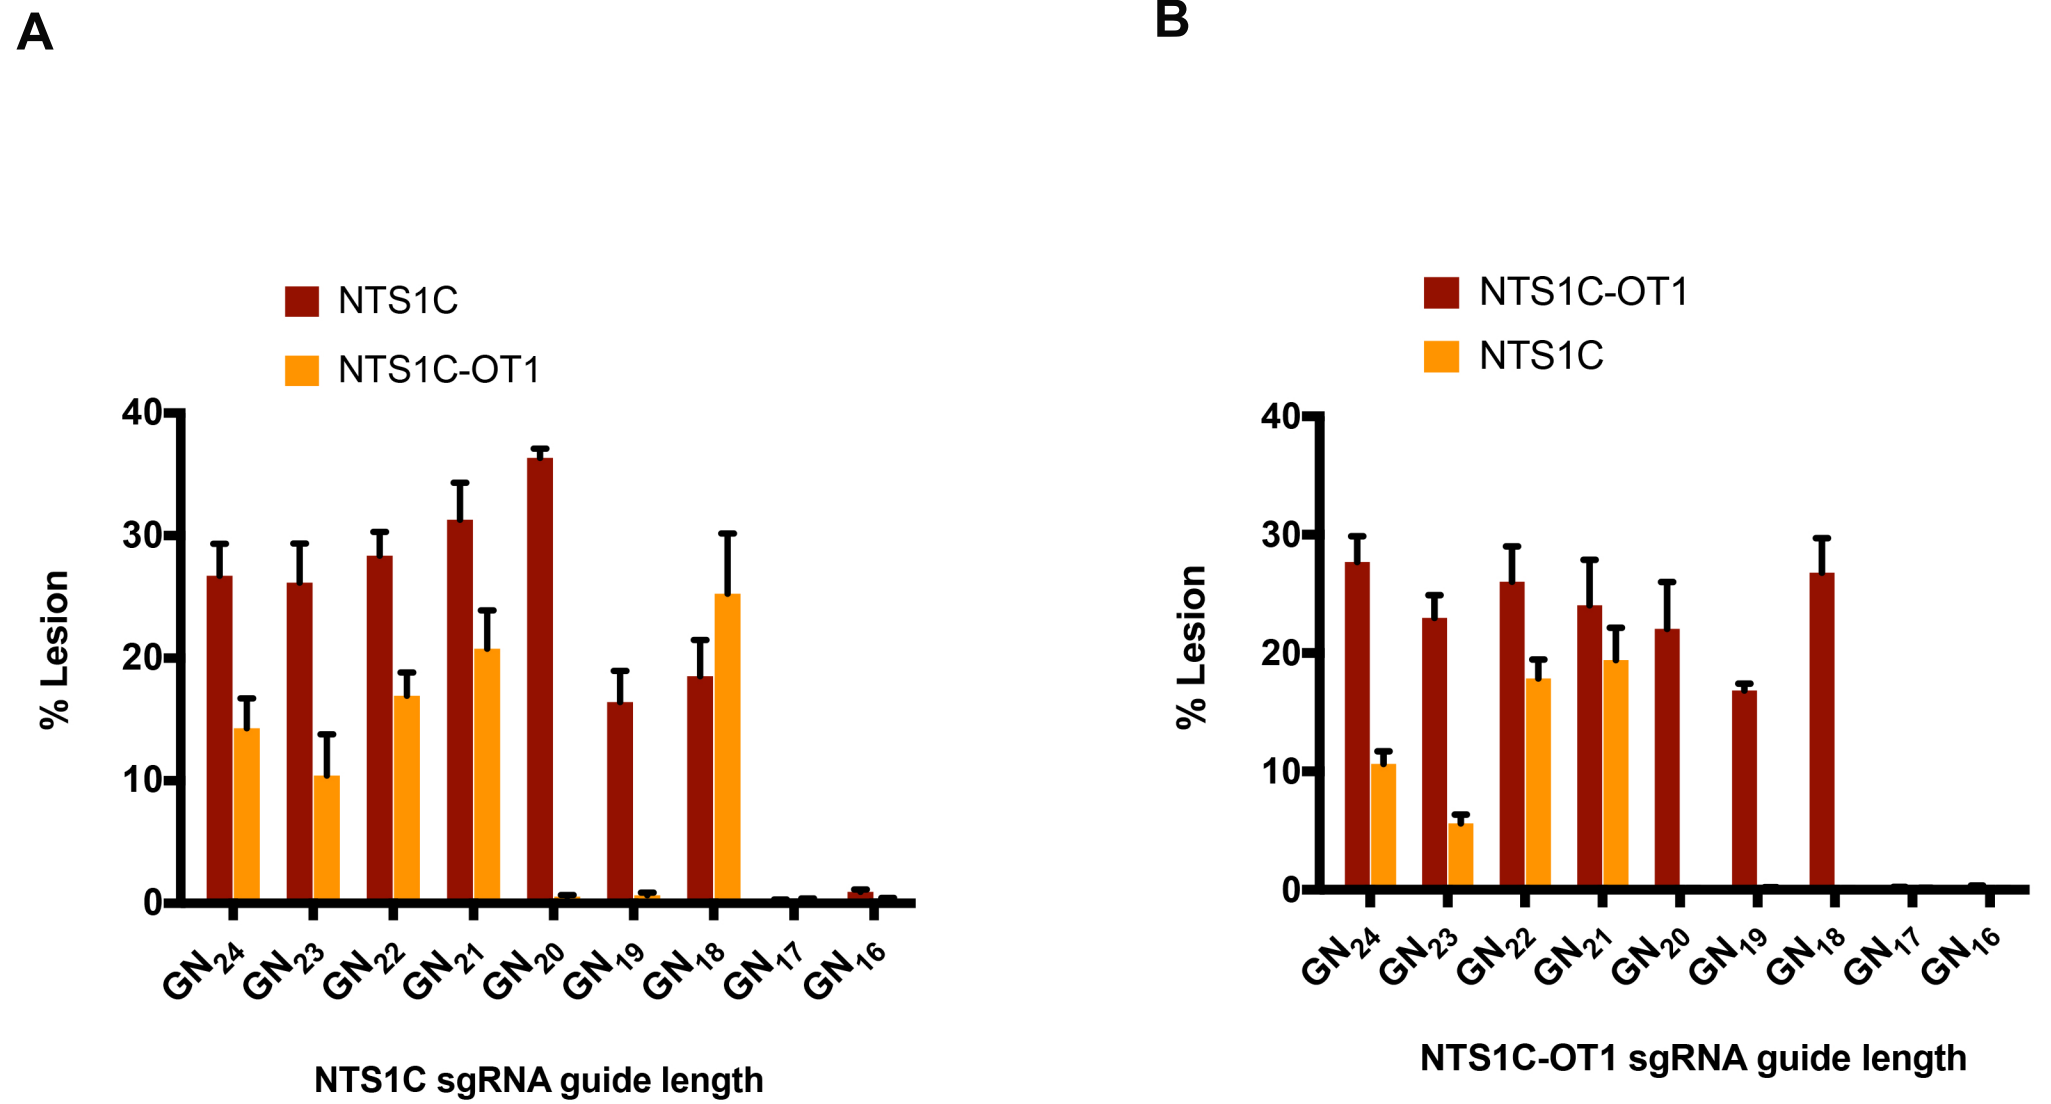 A
NTS1C
NTS1C-OT1
40
30
20
10
0
% Lesion
GN24
GN23
GN22
GN21
GN20
GN19
GN18
GN17
GN16
NTS1C sgRNA guide length
B
NTS1C-OT1
NTS1C
40
30
20
10
0
% Lesion
GN24
GN23
GN22
GN21
GN20
GN19
GN18
GN17
GN16
NTS1C-OT1 sgRNA guide length